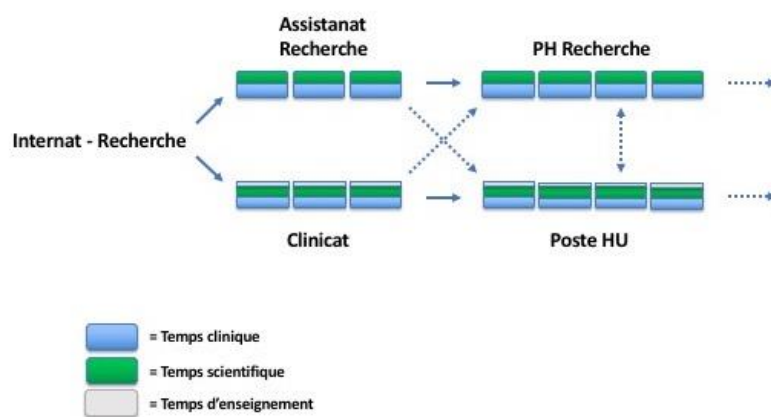 Assistanat
Recherche
PH Recherche
Internat - Recherche
Clinicat
Poste HU
= Temps clinique
= Temps scientifique
= Temps d'enseignement